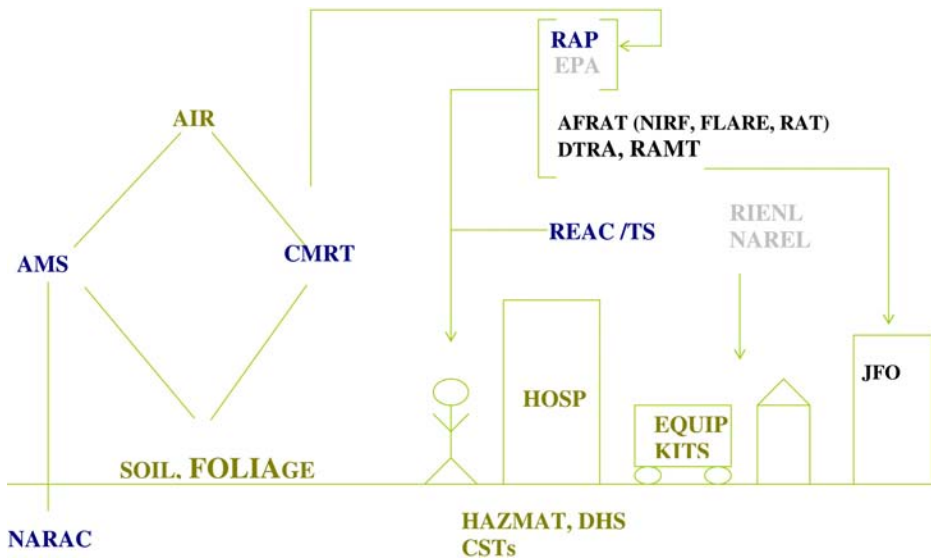 RAP
EPA
AIR
AFRAT (NIRF, FLARE, RAT)
DTRA, RAMT
RIENL
NAREL
REAC /TS
CMRT
AMS
JFO
HOSP
EQUIP
KITS
SOIL, FOLIAGE
HAZMAT, DHS
CSTs
NARAC